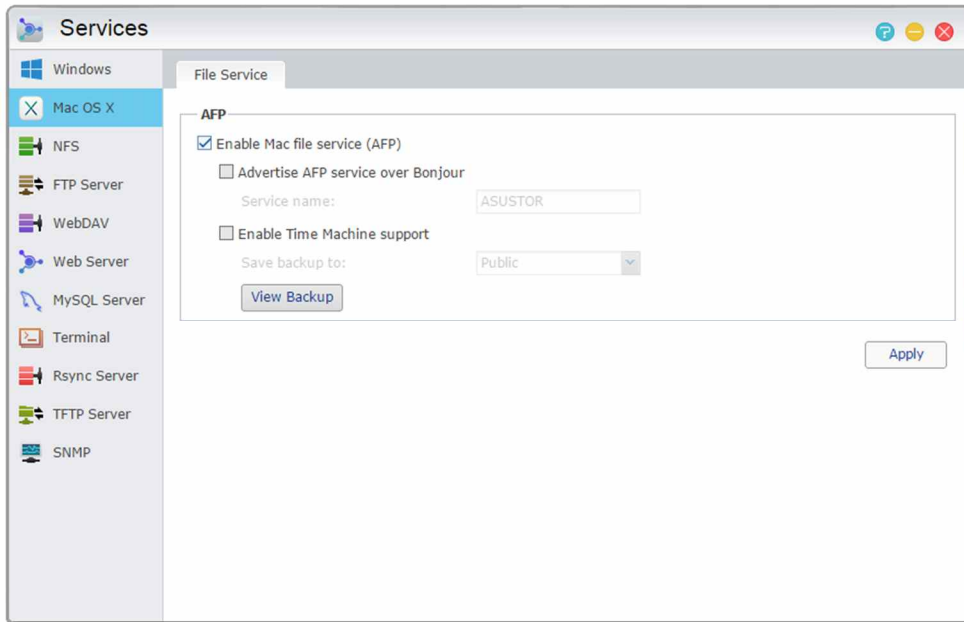 Services
Windows
Mac OS X
NFS
FTP Server
WebDAV
Web Server
MySQL Server
Terminal
Rsync Server
TFTP Server
SNMP
File Service
AFP
Enable Mac file service (AFP)
Advertise AFP service over Bonjour
Service name: ASUSTOR
Enable Time Machine support
Save backup to: Public
View Backup
Apply